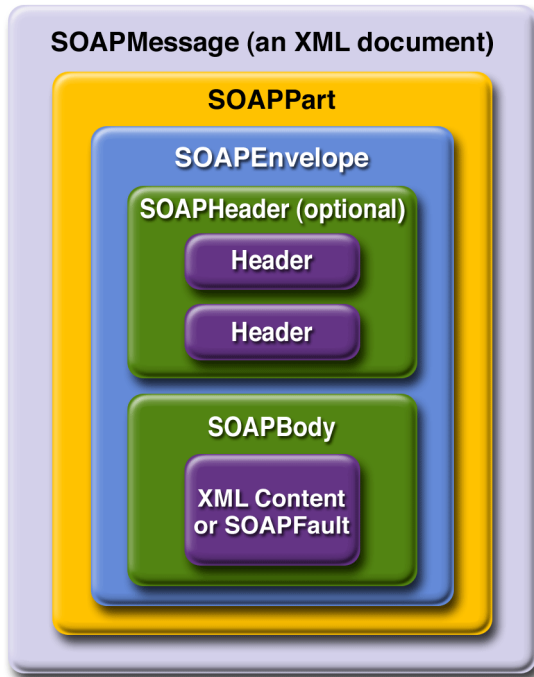 SOAPMessage (an XML document)
SOAPPart
SOAPEnvelope
SOAPHeader (optional)
Header
Header
SOAPBody
XML Content
or SOAPFault